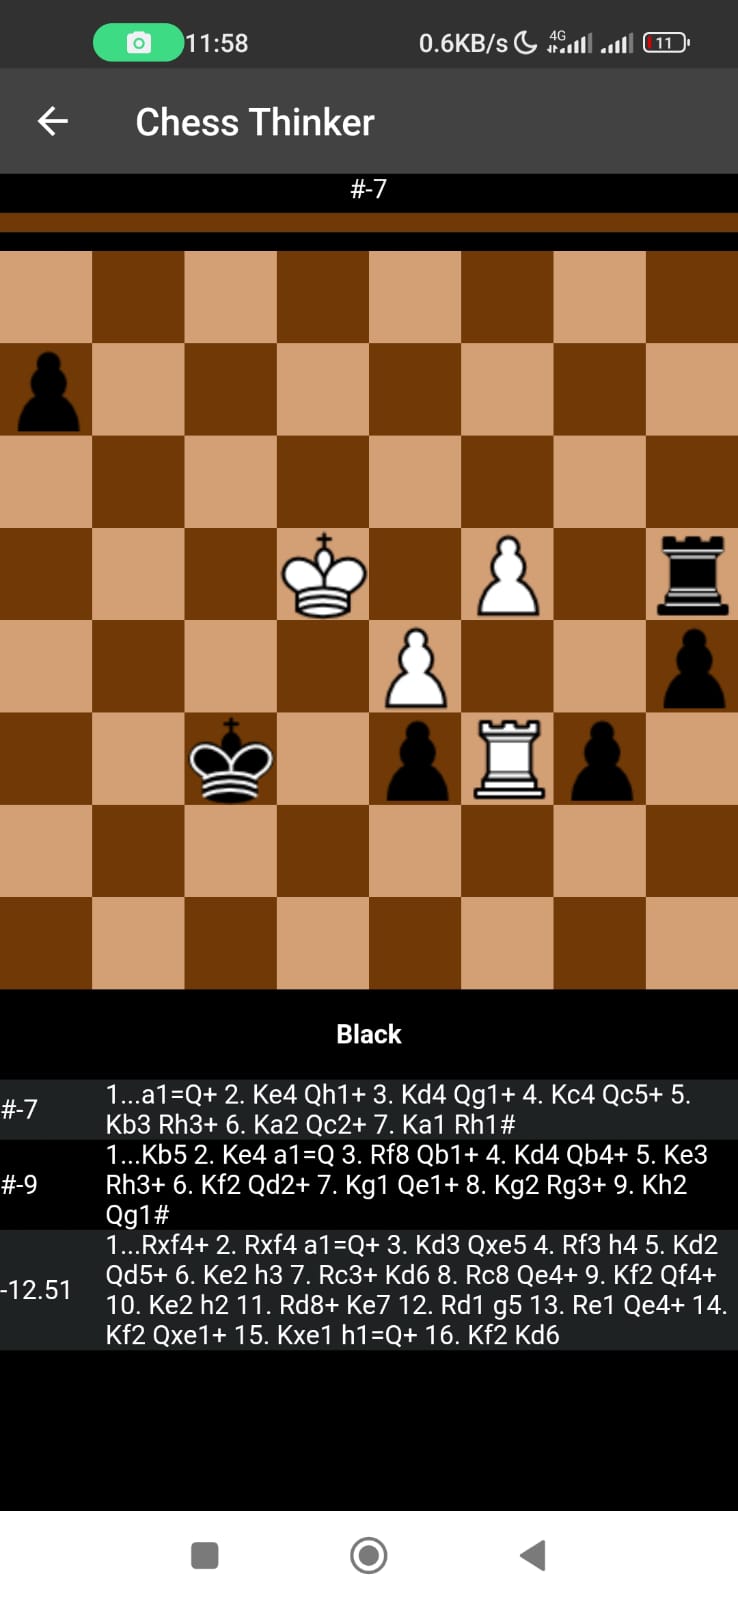 11:58
0.6KB/s
4G
11
Chess Thinker
#-7
Black
#-7
1...a1=Q+ 2. Ke4 Qh1+ 3. Kd4 Qg1+ 4. Kc4 Qc5+ 5.
Kb3 Rh3+ 6. Ka2 Qc2+ 7. Ka1 Rh1#
#-9
1...Kb5 2. Ke4 a1=Q 3. Rf8 Qb1+ 4. Kd4 Qb4+ 5. Ke3
Rh3+ 6. Kf2 Qd2+ 7. Kg1 Qe1+ 8. Kg2 Rg3+ 9. Kh2
Qg1#
-12.51
1...Rxf4+ 2. Rxf4 a1=Q+ 3. Kd3 Qxe5 4. Rf3 h4 5. Kd2
Qd5+ 6. Ke2 h3 7. Rc3+ Kd6 8. Rc8 Qe4+ 9. Kf2 Qf4+
10. Ke2 h2 11. Rd8+ Ke7 12. Rd1 g5 13. Re1 Qe4+ 14.
Kf2 Qxe1+ 15. Kxe1 h1=Q+ 16. Kf2 Kd6